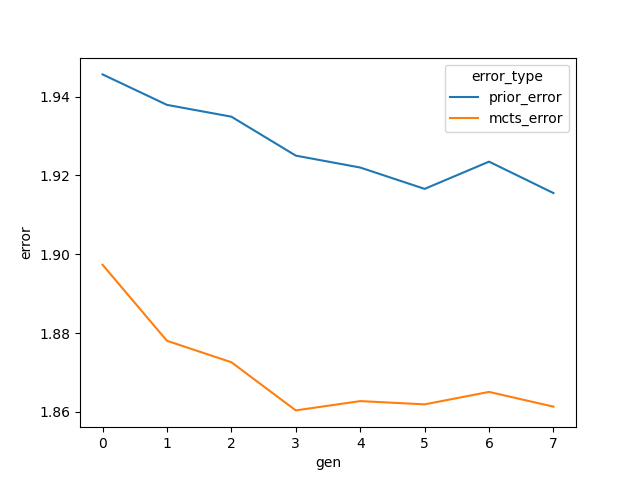 error_type
prior_error
mcts_error
1.94
1.92
1.90
1.88
1.86
error
0 1 2 3 4 5 6 7
gen